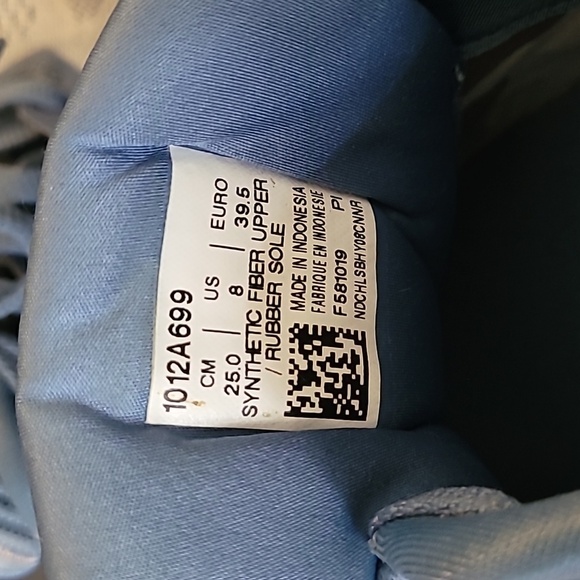 1012A699
CM | US | EURO
25.0 | 8 | 39.5
SYNTHETIC FIBER UPPER
/ RUBBER SOLE
MADE IN INDONESIA
FABRIQUE EN INDONESIE
F581019 PI
NDCHLSBHY08CNNR